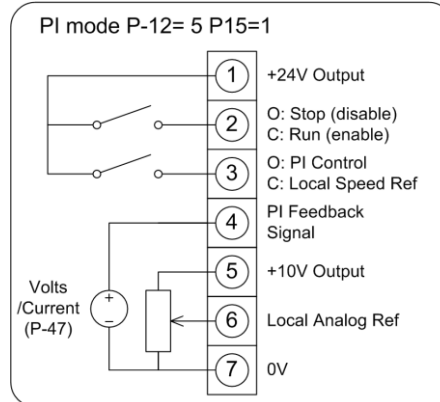 PI mode P-12= 5 P15=1
1 +24V Output
2 O: Stop (disable)
C: Run (enable)
3 O: PI Control
C: Local Speed Ref
4 PI Feedback
Signal
5 +10V Output
Volts
/Current
(P-47)
+
−
6 Local Analog Ref
7 0V